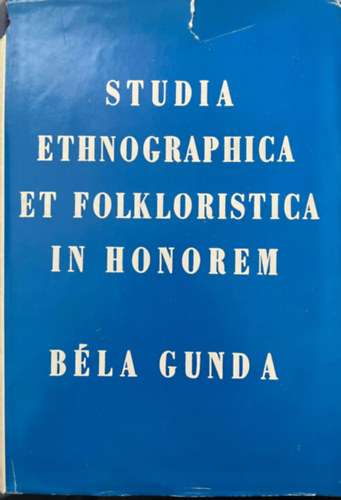 STUDIA
ETHNOGRAPHICA
ET FOLKLORISTICA
IN HONOREM
BÉLA GUNDA